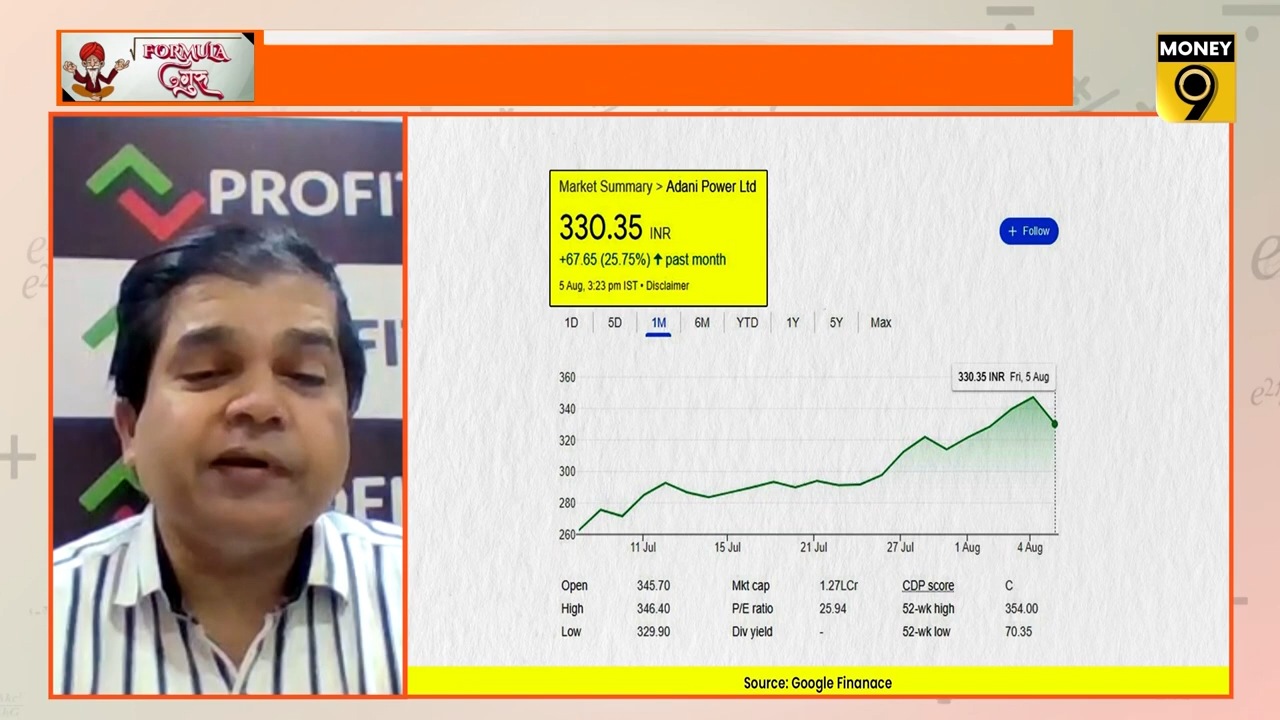 FORMULA
गुरु
MONEY
9
PROFIT
Market Summary > Adani Power Ltd
330.35 INR
+67.65 (25.75%) ↑ past month
5 Aug, 3:23 pm IST • Disclaimer
+ Follow
1D 5D 1M 6M YTD 1Y 5Y Max
330.35 INR Fri, 5 Aug
360
340
320
300
280
260
11 Jul 15 Jul 21 Jul 27 Jul 1 Aug 4 Aug
Open 345.70 Mkt cap 1.27LCr CDP score C
High 346.40 P/E ratio 25.94 52-wk high 354.00
Low 329.90 Div yield - 52-wk low 70.35
Source: Google Finanace